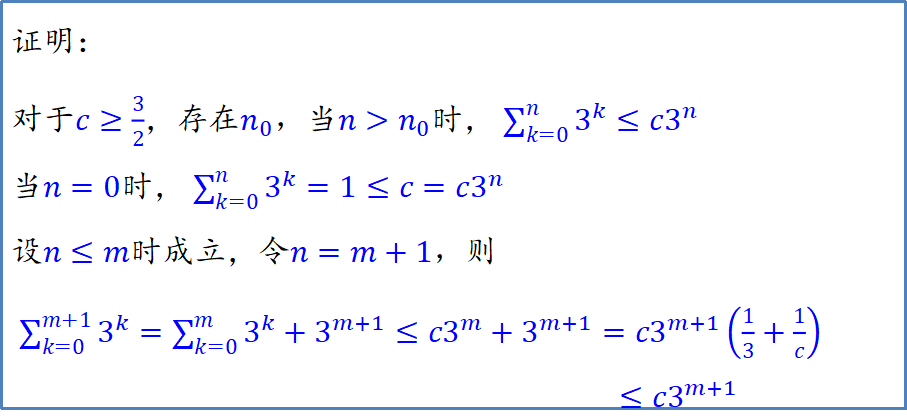 证明：
对于$c \geq \frac{3}{2}$，存在$n_0$，当$n > n_0$时，$\sum_{k=0}^{n} 3^k \leq c3^n$
当$n = 0$时，$\sum_{k=0}^{n} 3^k = 1 \leq c = c3^n$
设$n \leq m$时成立，令$n = m + 1$，则
$\sum_{k=0}^{m+1} 3^k = \sum_{k=0}^{m} 3^k + 3^{m+1} \leq c3^m + 3^{m+1} = c3^{m+1} \left(\frac{1}{3} + \frac{1}{c}\right)$
$\leq c3^{m+1}$